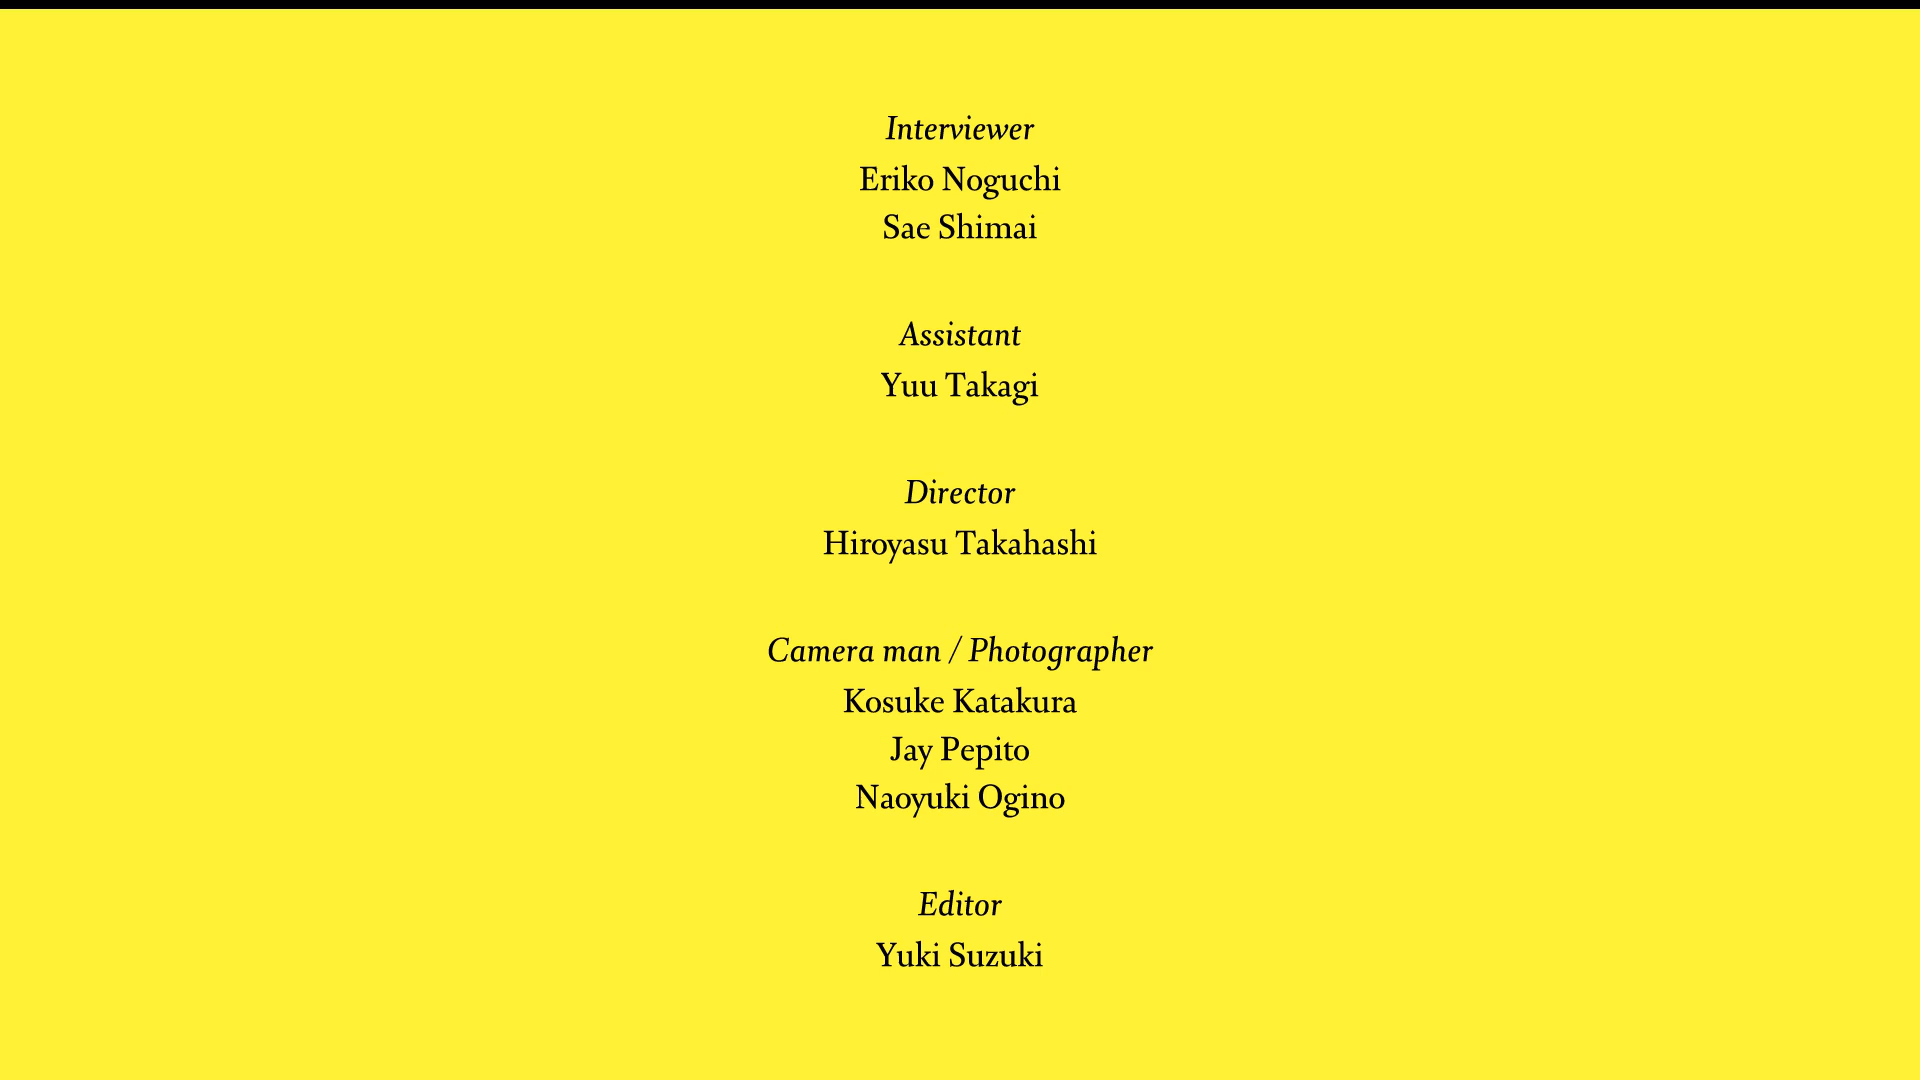 Interviewer
Eriko Noguchi
Sae Shimai
Assistant
Yuu Takagi
Director
Hiroyasu Takahashi
Camera man / Photographer
Kosuke Katakura
Jay Pepito
Naoyuki Ogino
Editor
Yuki Suzuki